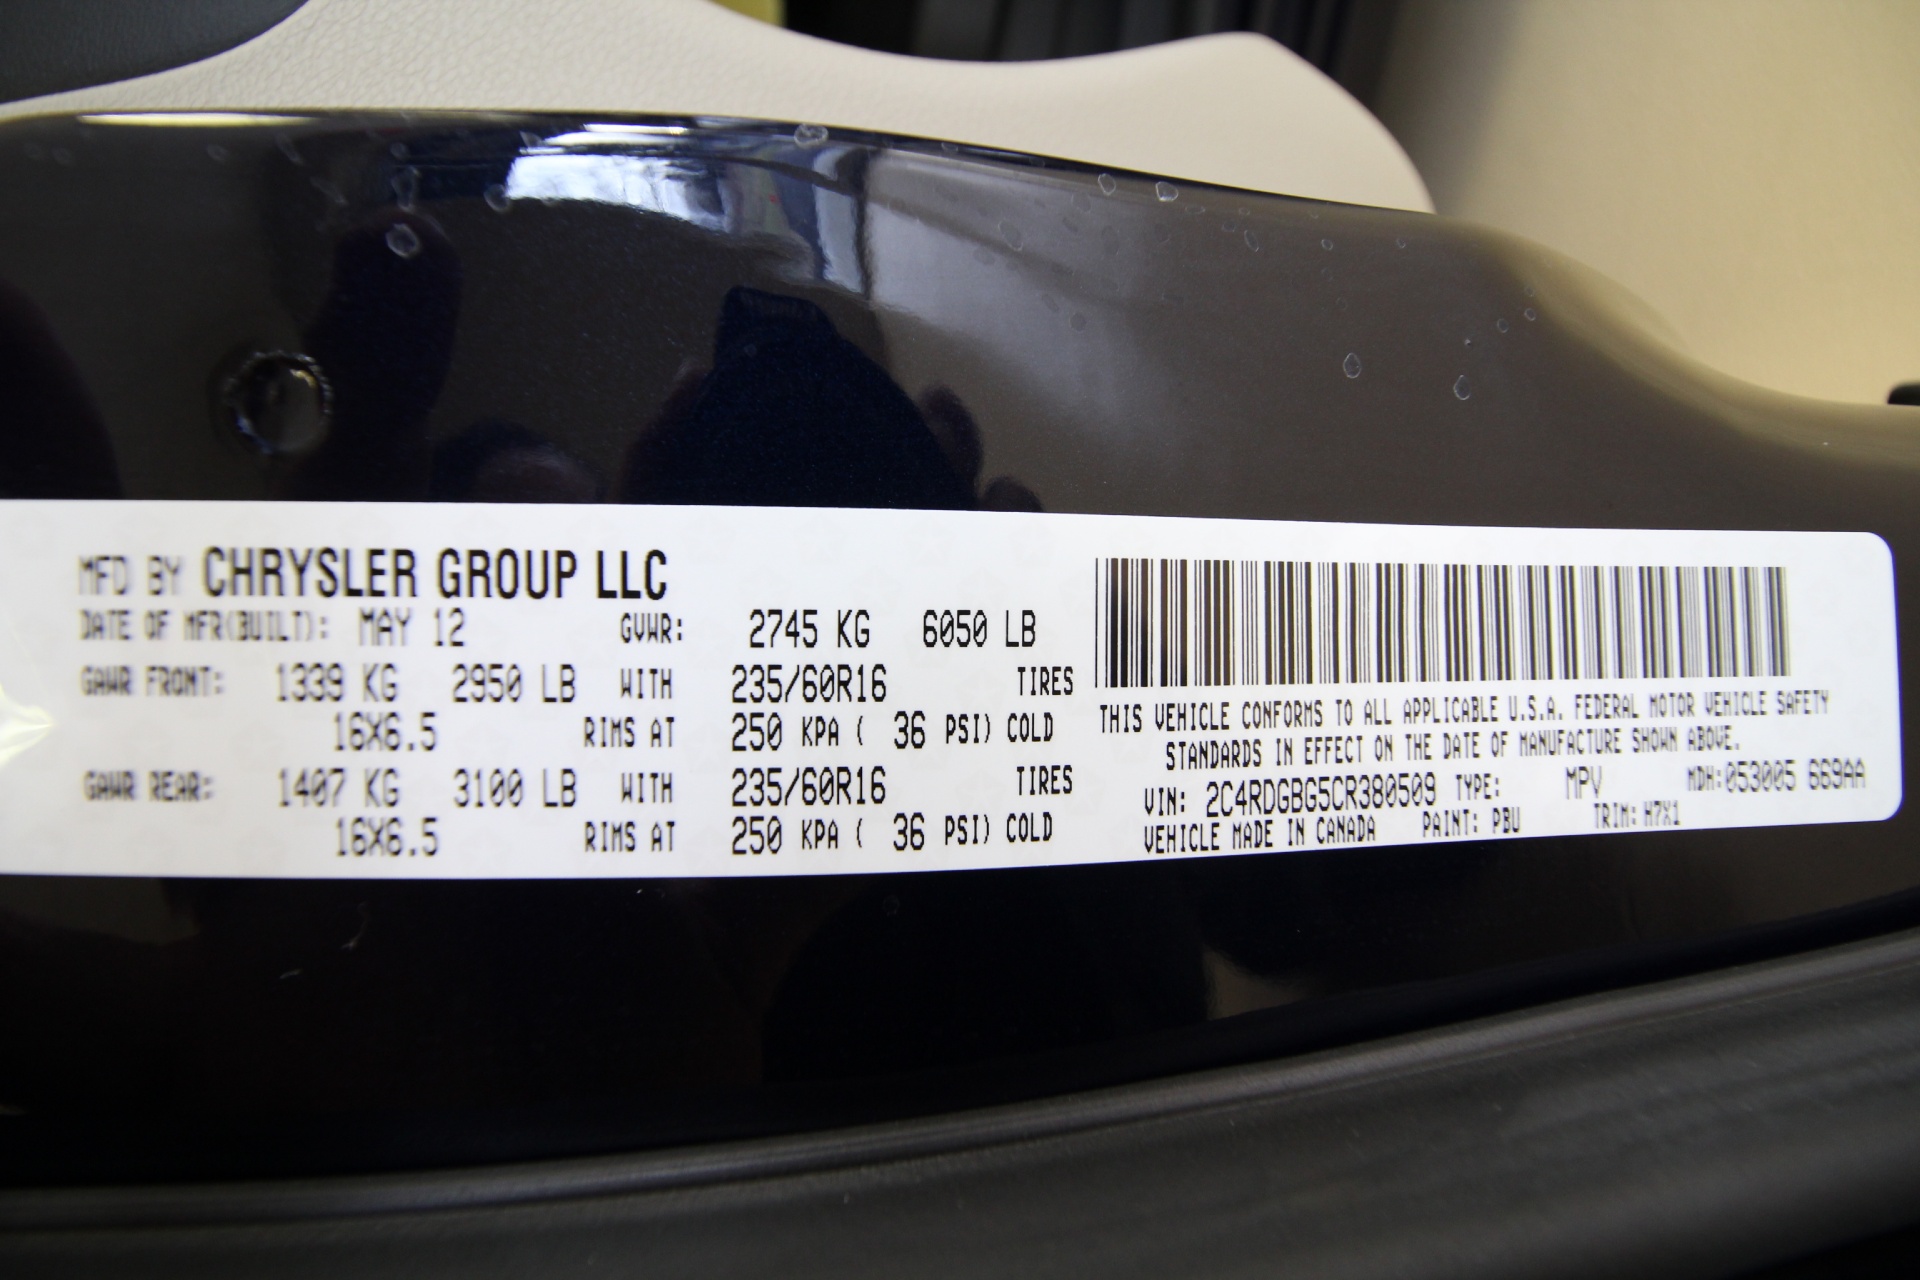 MFD BY CHRYSLER GROUP LLC
DATE OF MFR(BUILT): MAY 12 GVWR: 2745 KG 6050 LB
GAWR FRONT: 1339 KG 2950 LB WITH 235/60R16 TIRES
16X6.5 RIMS AT 250 KPA ( 36 PSI) COLD
GAWR REAR: 1407 KG 3100 LB WITH 235/60R16 TIRES
16X6.5 RIMS AT 250 KPA ( 36 PSI) COLD
THIS VEHICLE CONFORMS TO ALL APPLICABLE U.S.A. FEDERAL MOTOR VEHICLE SAFETY
STANDARDS IN EFFECT ON THE DATE OF MANUFACTURE SHOWN ABOVE.
VIN: 2C4RDGBG5CR380509 TYPE: MPV MDH:053005 669AA
VEHICLE MADE IN CANADA PAINT: PBU TRIM: H7X1